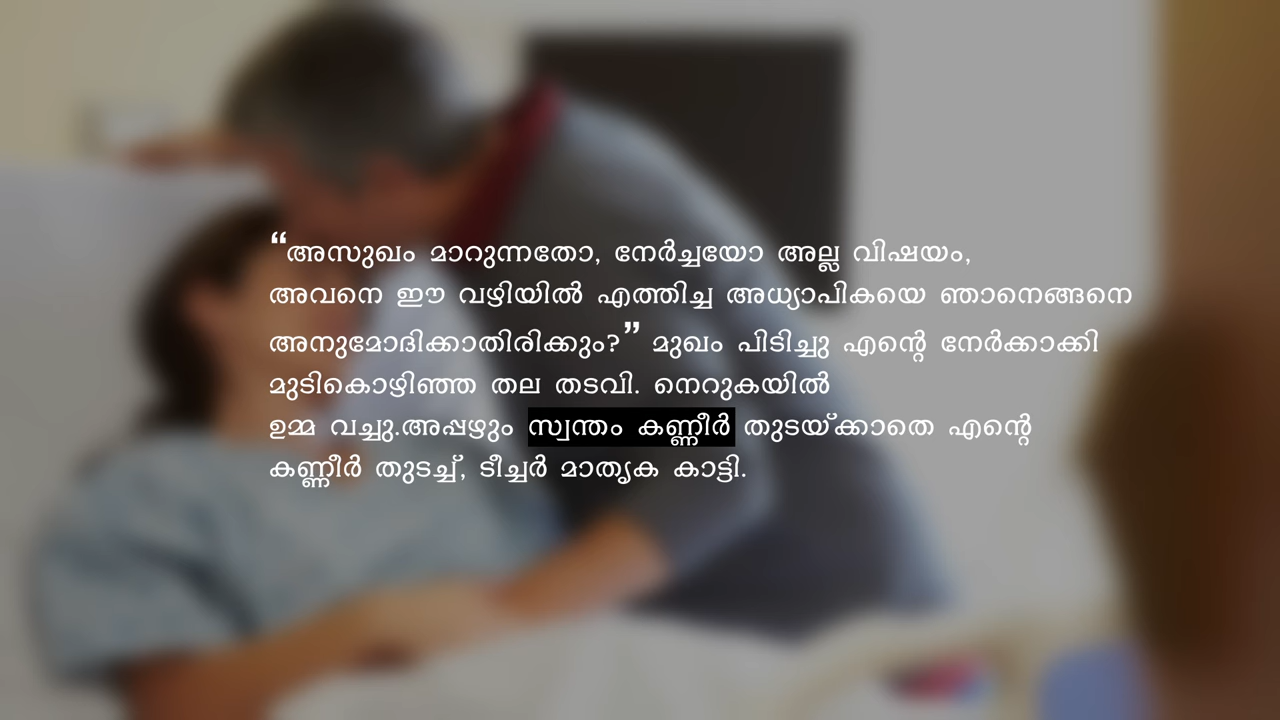 “അസുഖം മാറുന്നതോ, നേർച്ചയോ അല്ല വിഷയം,
അവനെ ഈ വഴിയിൽ എത്തിച്ച അധ്യാപികയെ ഞാനെങ്ങനെ
അനുമോദിക്കാതിരിക്കും?” മുഖം പിടിച്ചു എന്റെ നേർക്കാക്കി
മുടികൊഴിഞ്ഞ തല തടവി. നെറുകയിൽ
ഉമ്മ വച്ചു.അപ്പഴും സ്വന്തം കണ്ണീർ തുടയ്ക്കാതെ എന്റെ
കണ്ണീർ തുടച്ച്, ടീച്ചർ മാതൃക കാട്ടി.